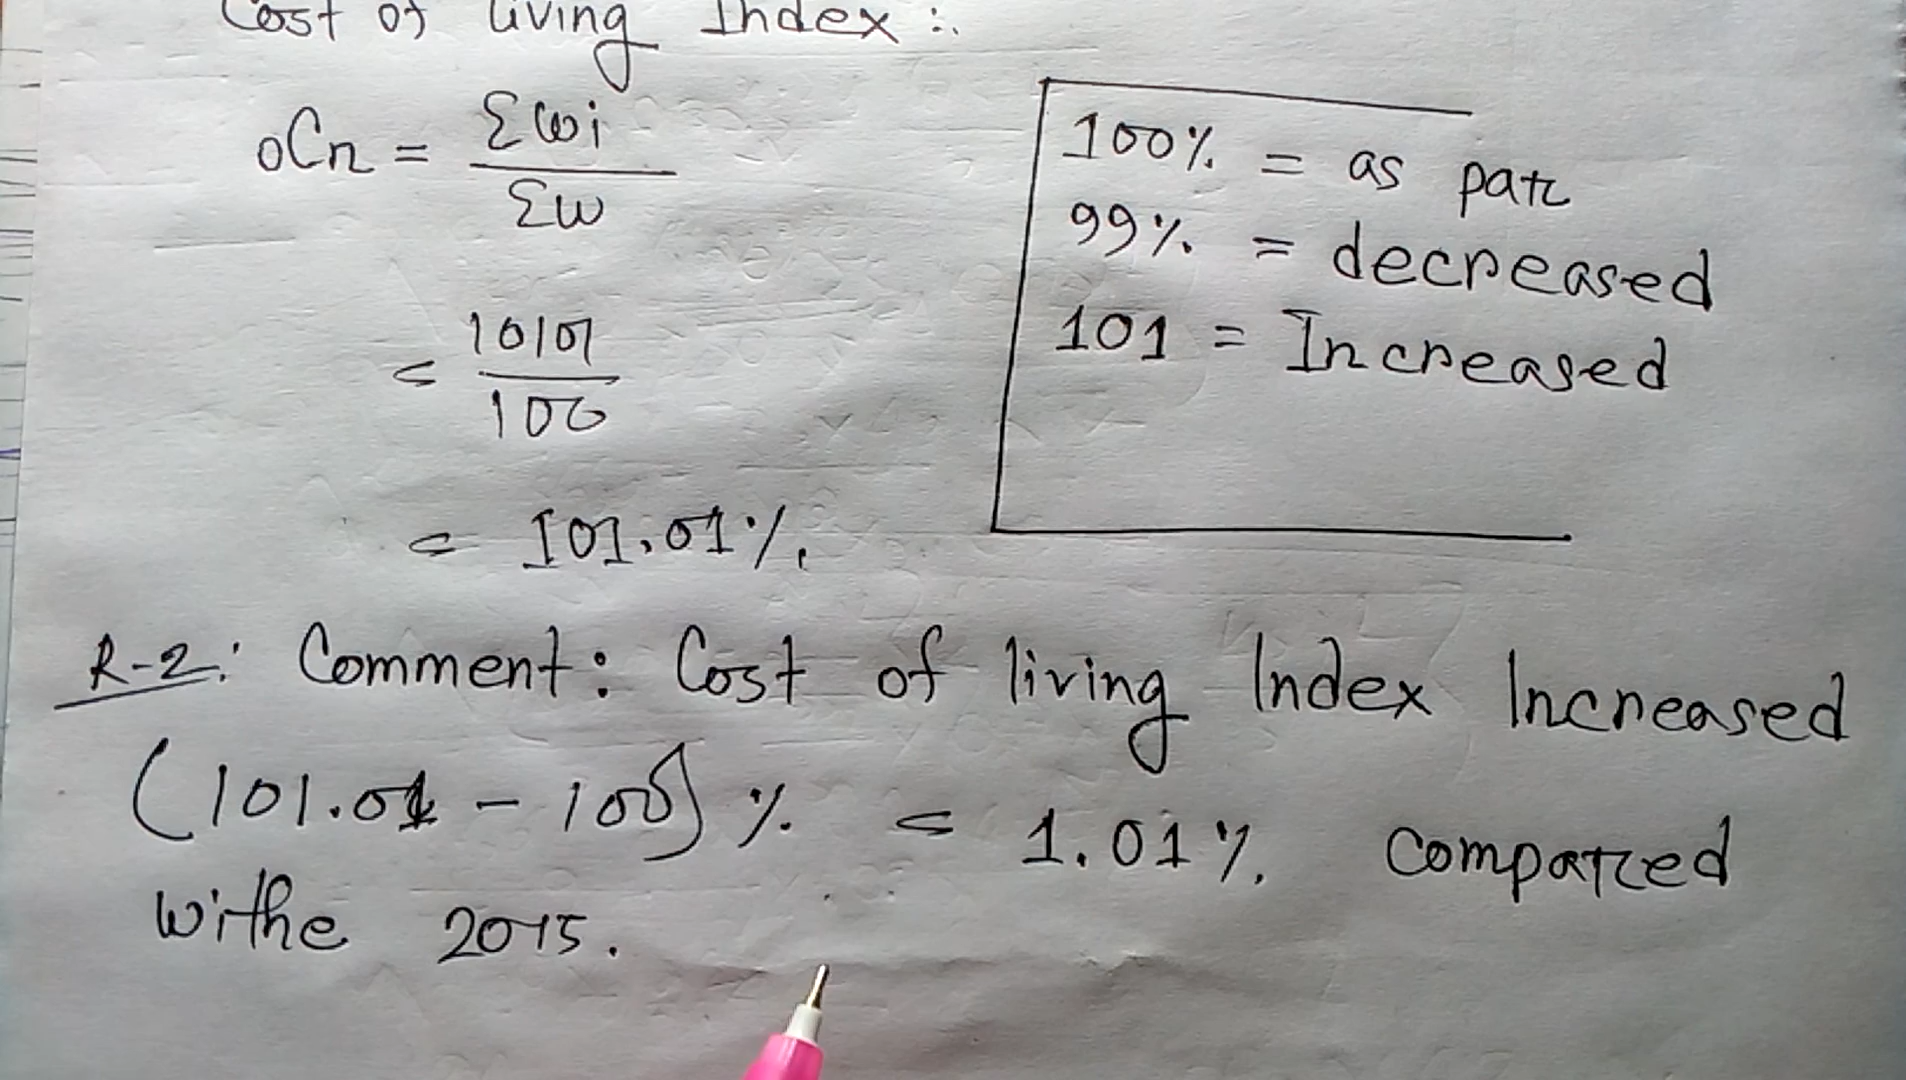 Cost of living Index :.
oCn = Σwi / Σw
= 10101 / 100
= 101.01%.
100% = as par
99% = decreased
101 = Increased
R-2: Comment: Cost of living Index Increased
(101.01 - 100)% = 1.01%. compared
withe 2015.